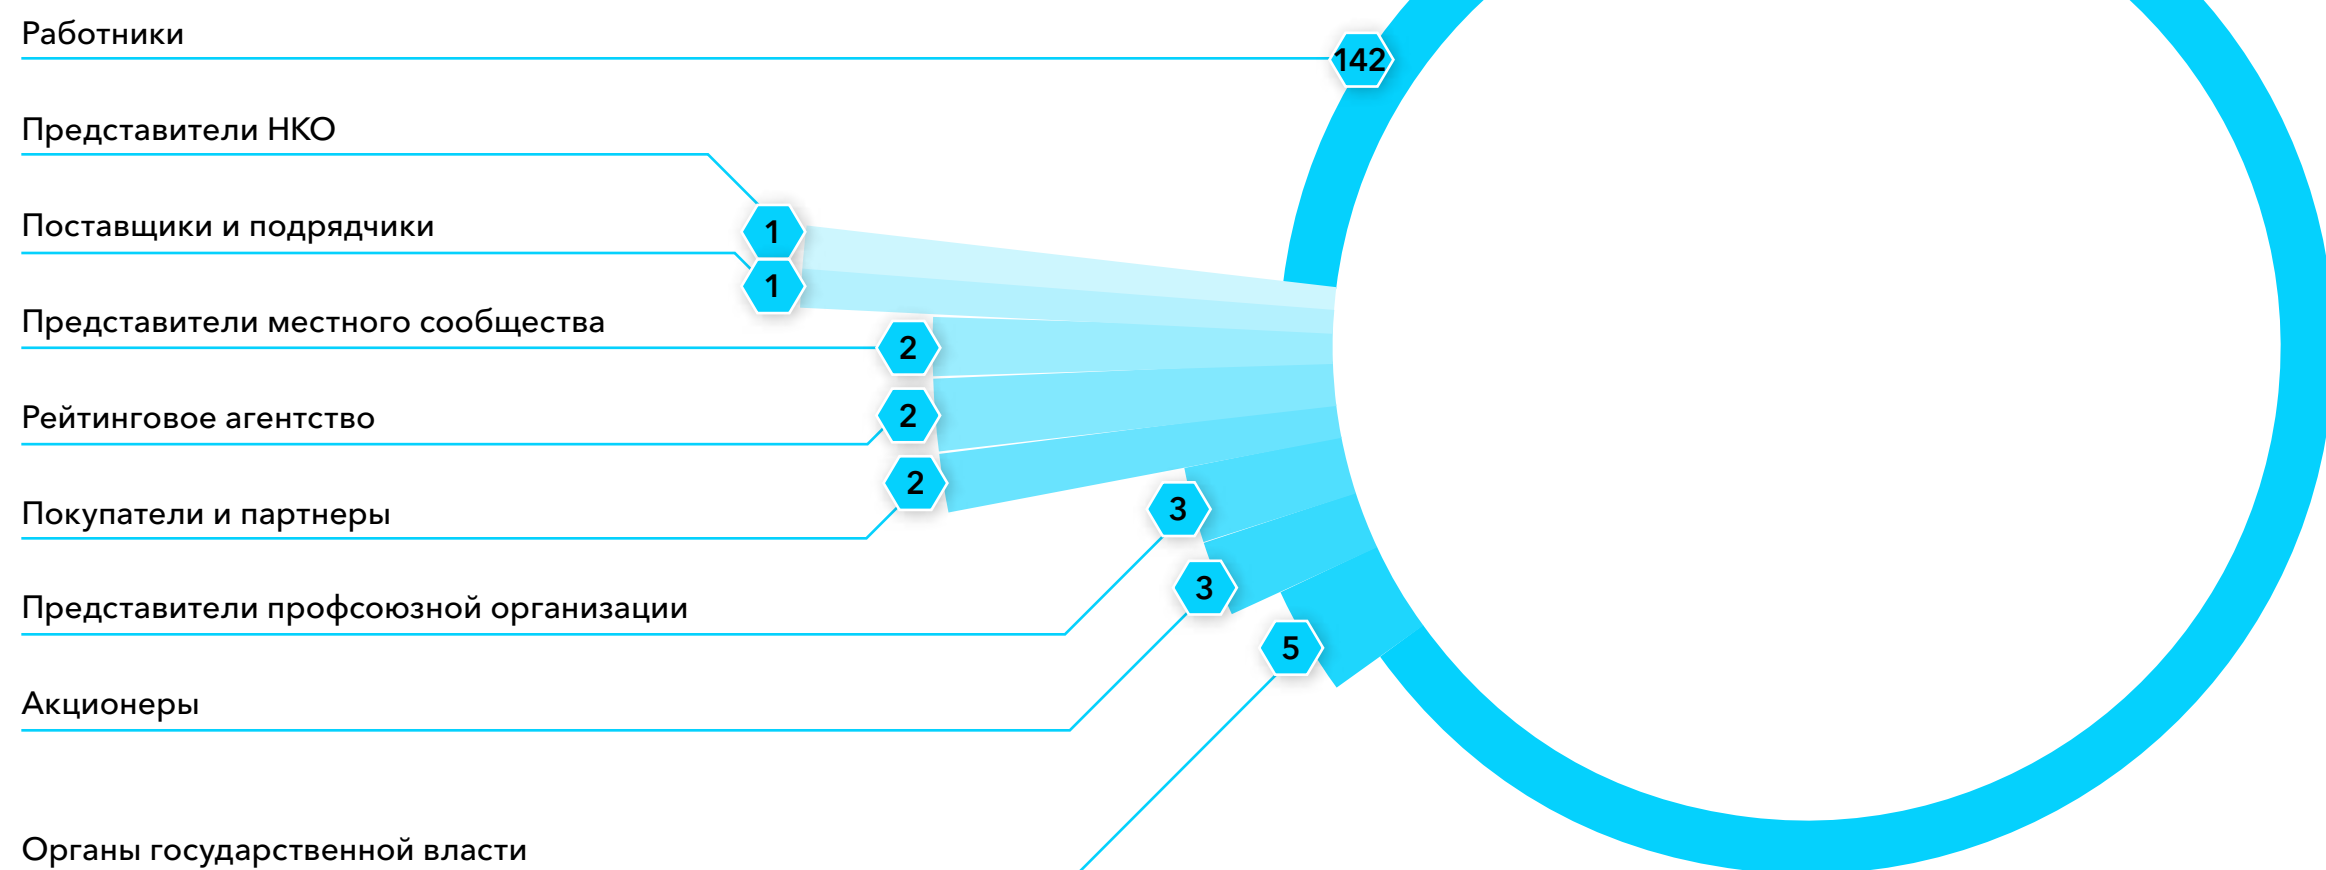 Работники
142
Представители НКО
1
Поставщики и подрядчики
1
Представители местного сообщества
2
Рейтинговое агентство
2
Покупатели и партнеры
2
Представители профсоюзной организации
3
Акционеры
3
Органы государственной власти
5